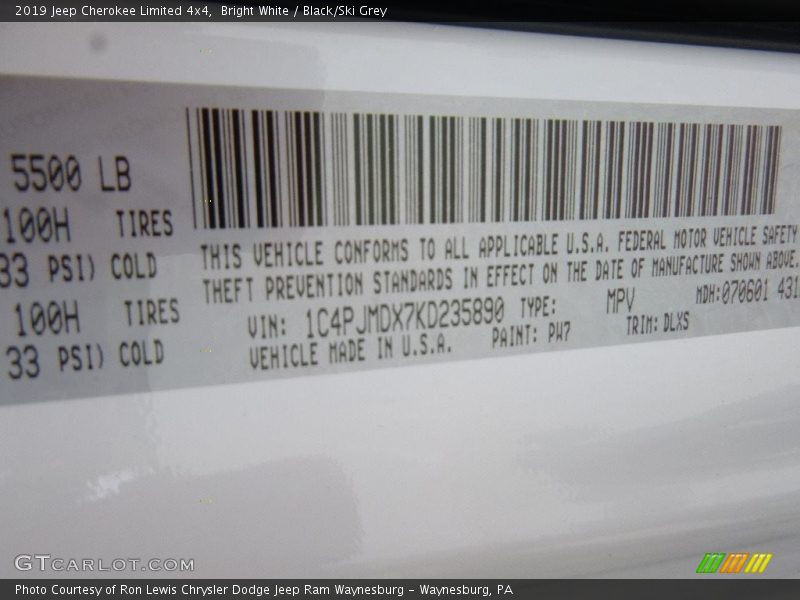 2019 Jeep Cherokee Limited 4x4, Bright White / Black/Ski Grey
5500 LB
100H TIRES
33 PSI) COLD
100H TIRES
33 PSI) COLD
THIS VEHICLE CONFORMS TO ALL APPLICABLE U.S.A. FEDERAL MOTOR VEHICLE SAFETY
THEFT PREVENTION STANDARDS IN EFFECT ON THE DATE OF MANUFACTURE SHOWN ABOVE.
VIN: 1C4PJMDX7KD235890 TYPE: MPV MDH:070601 431
VEHICLE MADE IN U.S.A. PAINT: PW7 TRIM: DLXS
GTCARLOT.COM
Photo Courtesy of Ron Lewis Chrysler Dodge Jeep Ram Waynesburg - Waynesburg, PA